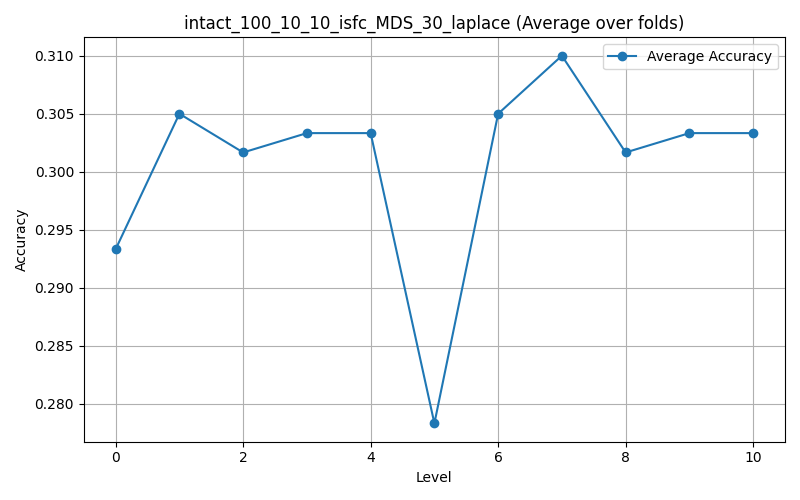 intact_100_10_10_isfc_MDS_30_laplace (Average over folds)
Average Accuracy
0.310
0.305
0.300
0.295
0.290
0.285
0.280
Accuracy
0 2 4 6 8 10
Level